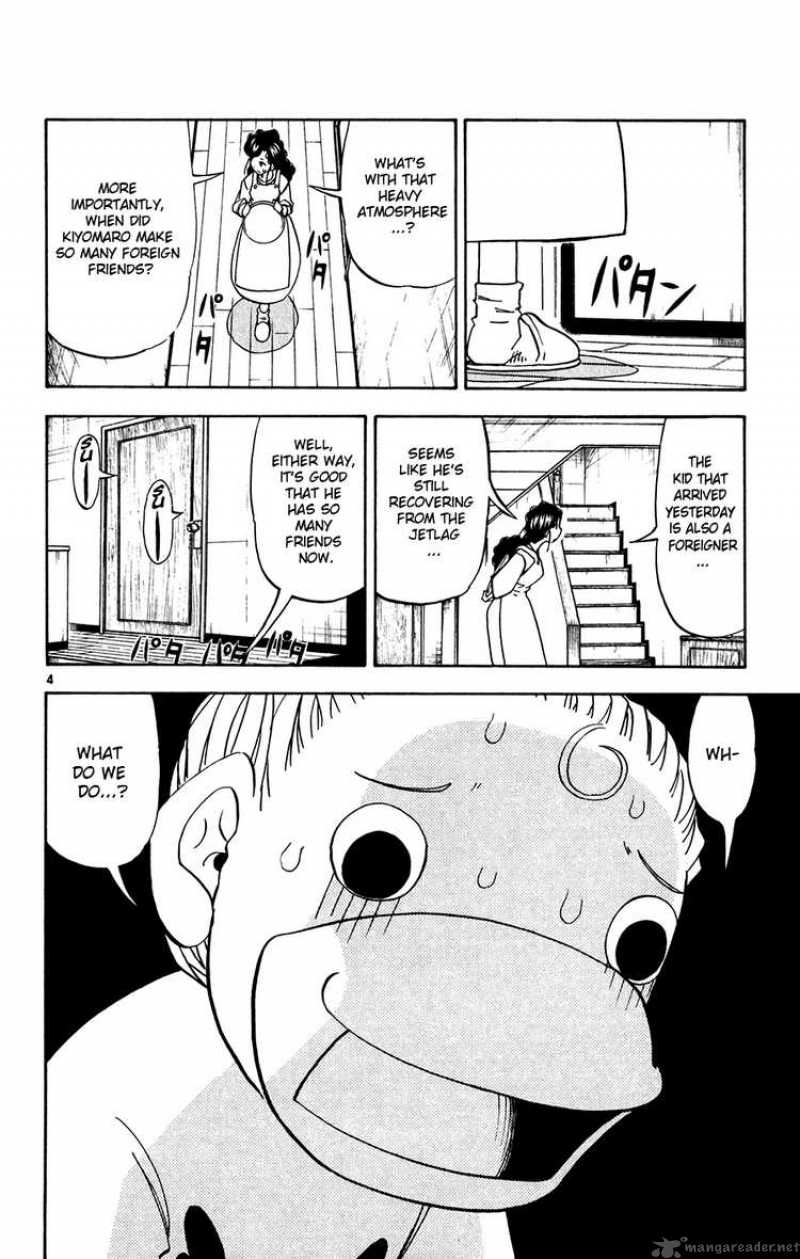 パタン
WHAT'S
WITH THAT
HEAVY
ATMOSPHERE
...?
パタ
パタ
MORE
IMPORTANTLY,
WHEN DID
KIYOMARO MAKE
SO MANY FOREIGN
FRIENDS?
THE
KID THAT
ARRIVED
YESTERDAY
IS ALSO A
FOREIGNER
...
SEEMS
LIKE HE'S
STILL
RECOVERING
FROM THE
JETLAG
...
WELL,
EITHER WAY,
IT'S GOOD
THAT HE
HAS SO
MANY
FRIENDS
NOW.
スー
スー
パタ パタ パタ
4
WH-
WHAT
DO WE
DO...?
mangareader.net